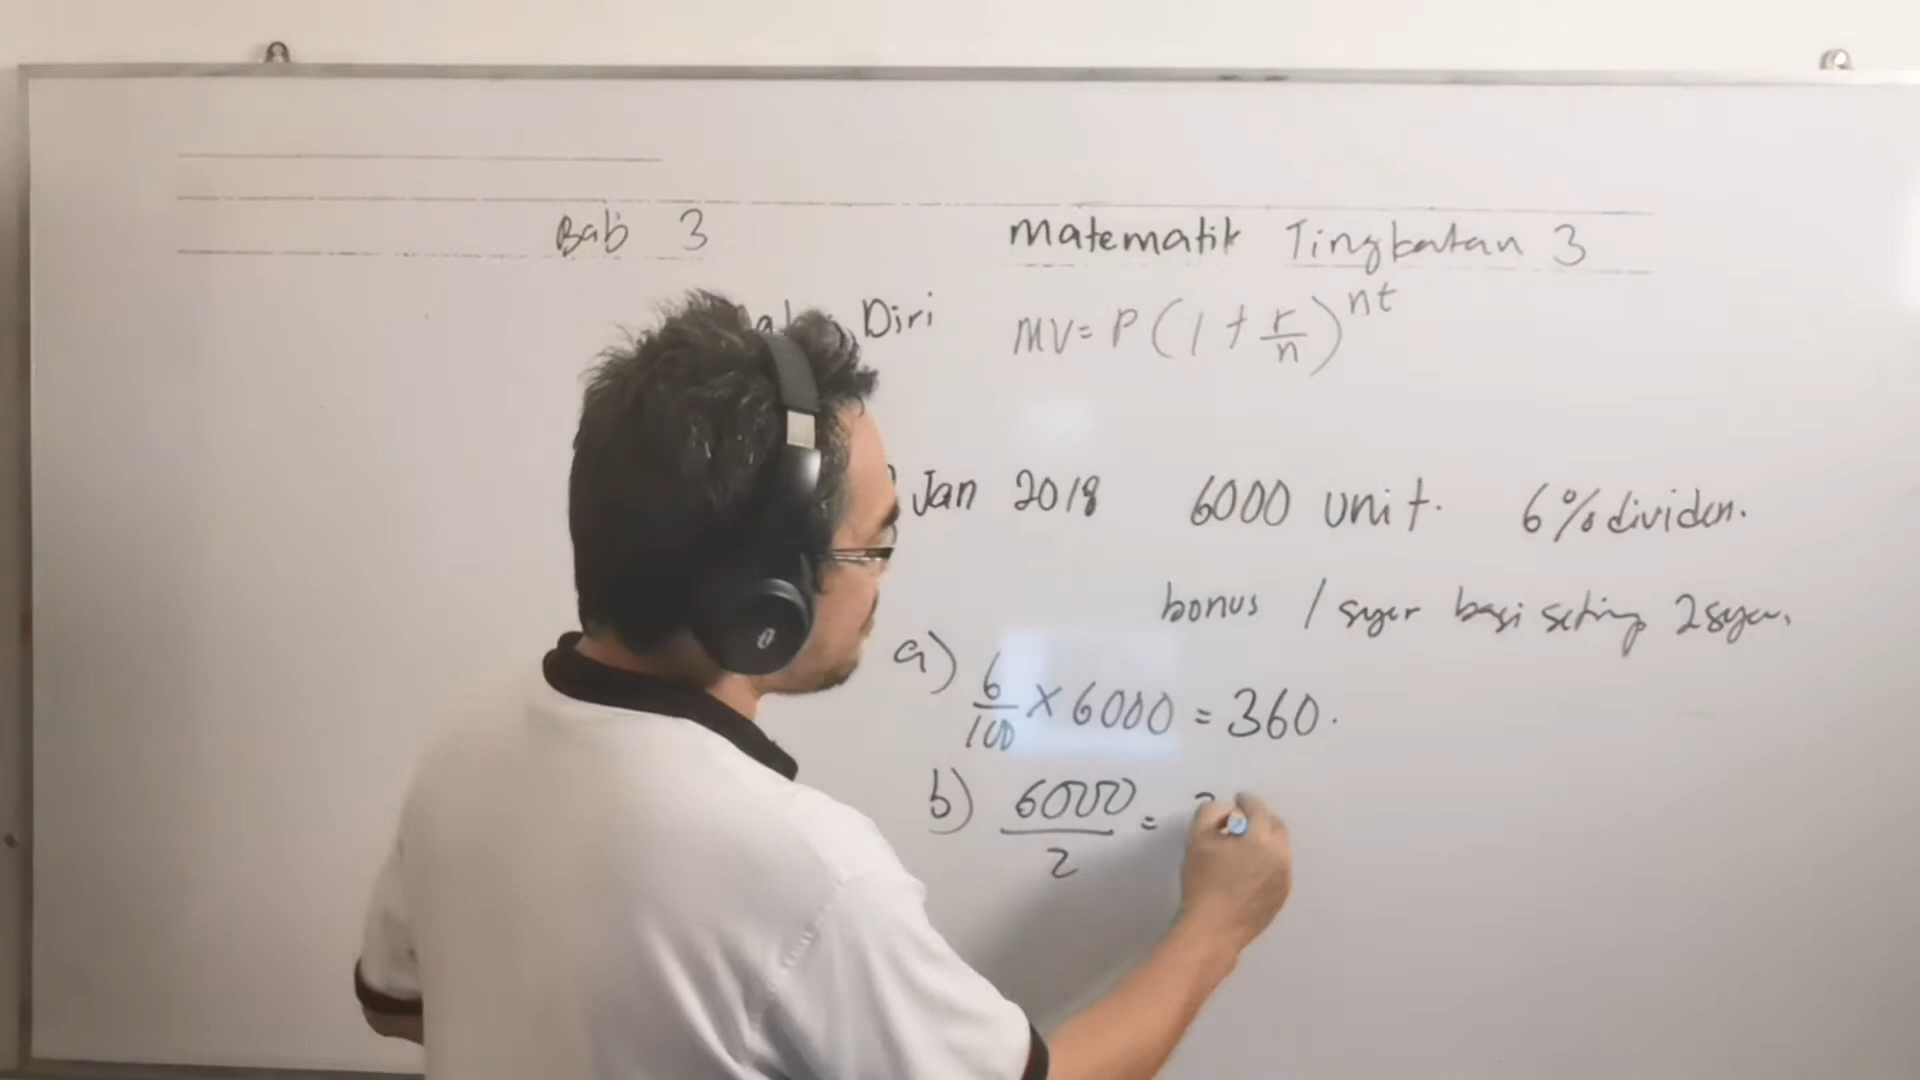 Bab 3
Matematik Tingkatan 3
Diri
MV = P (1 + r/n)^nt
Jan 2018 6000 unit. 6% dividen.
bonus 1 syer bagi setiap 2 syer.
a) 6/100 × 6000 = 360.
b) 6000/2 =